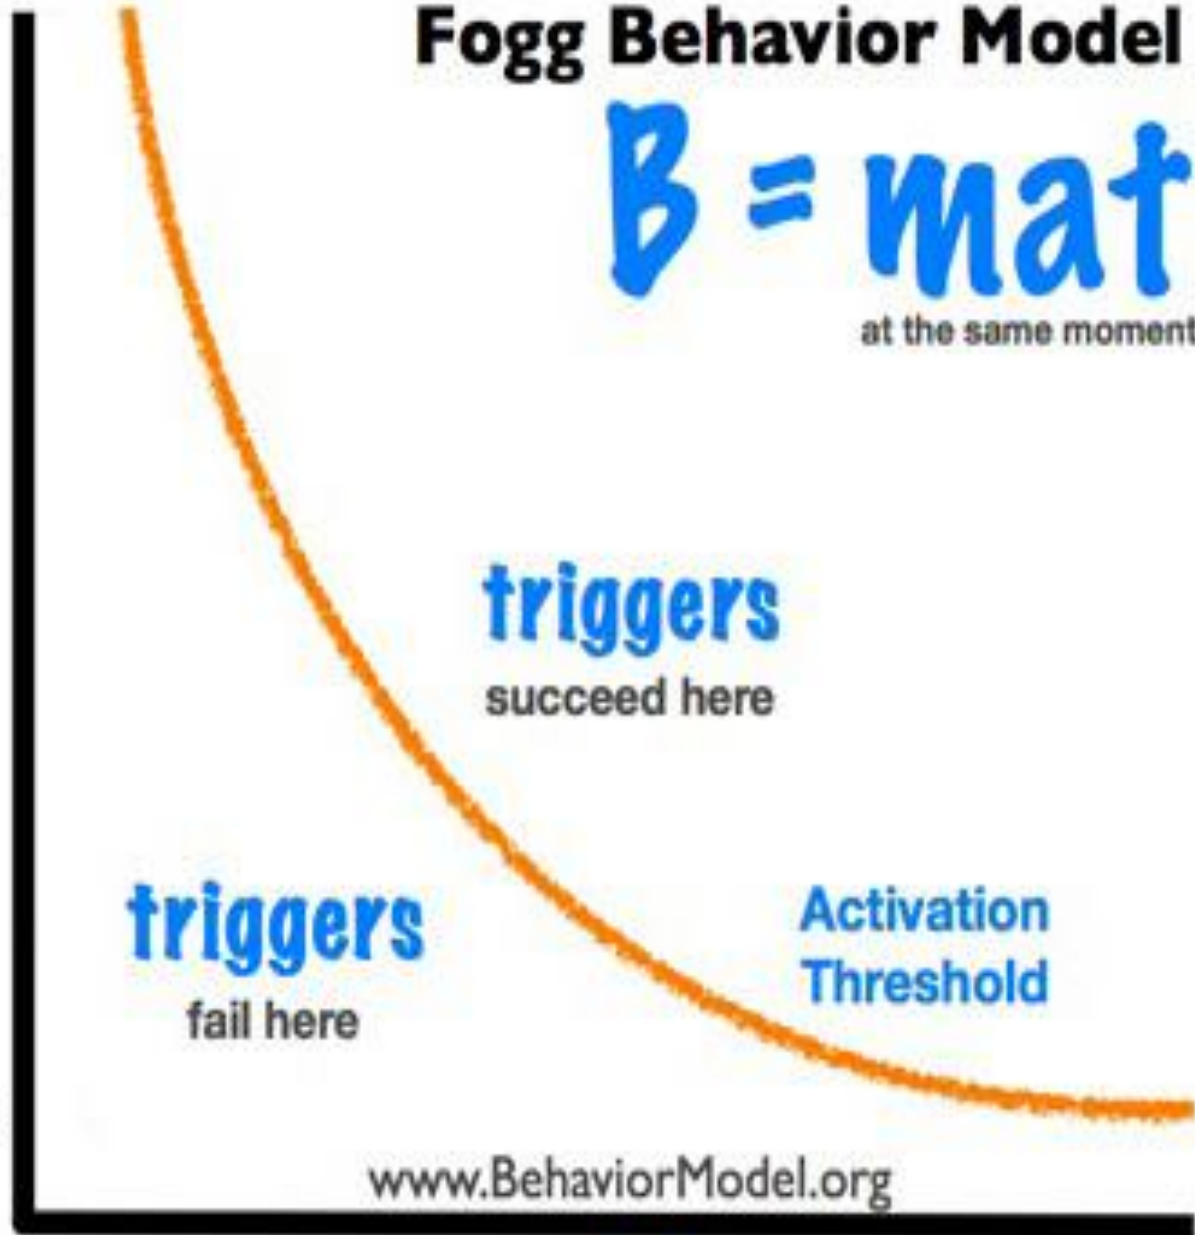 Fogg Behavior Model
B = mat
at the same moment
triggers
succeed here
triggers
fail here
Activation
Threshold
www.BehaviorModel.org